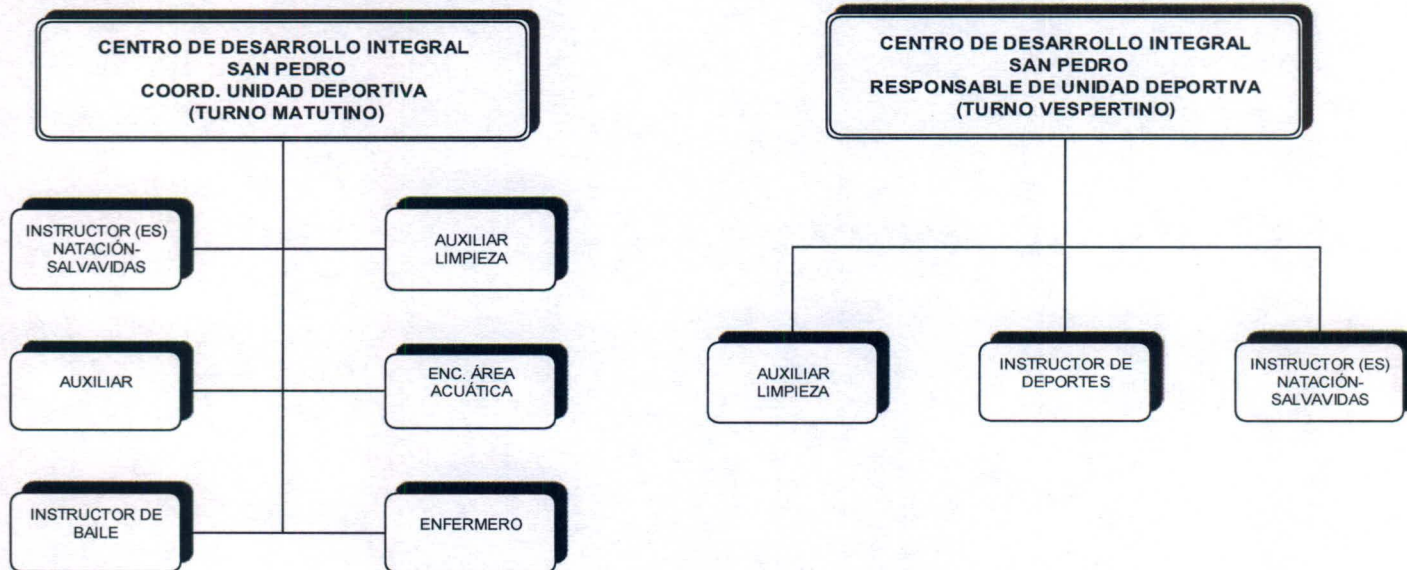 CENTRO DE DESARROLLO INTEGRAL
SAN PEDRO
COORD. UNIDAD DEPORTIVA
(TURNO MATUTINO)
INSTRUCTOR (ES)
NATACIÓN-
SALVAVIDAS
AUXILIAR
LIMPIEZA
AUXILIAR
ENC. ÁREA
ACUÁTICA
INSTRUCTOR DE
BAILE
ENFERMERO
CENTRO DE DESARROLLO INTEGRAL
SAN PEDRO
RESPONSABLE DE UNIDAD DEPORTIVA
(TURNO VESPERTINO)
AUXILIAR
LIMPIEZA
INSTRUCTOR DE
DEPORTES
INSTRUCTOR (ES)
NATACIÓN-
SALVAVIDAS